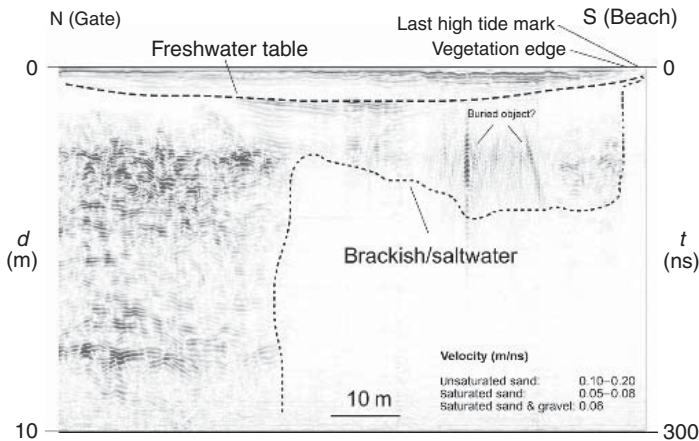 N (Gate)
Last high tide mark
S (Beach)
Vegetation edge
Freshwater table
0
0
Buried object?
d
(m)
t
(ns)
Brackish/saltwater
Velocity (m/ns)
Unsaturated sand: 0.10–0.20
Saturated sand: 0.05–0.08
Saturated sand & gravel: 0.06
10 m
10
300